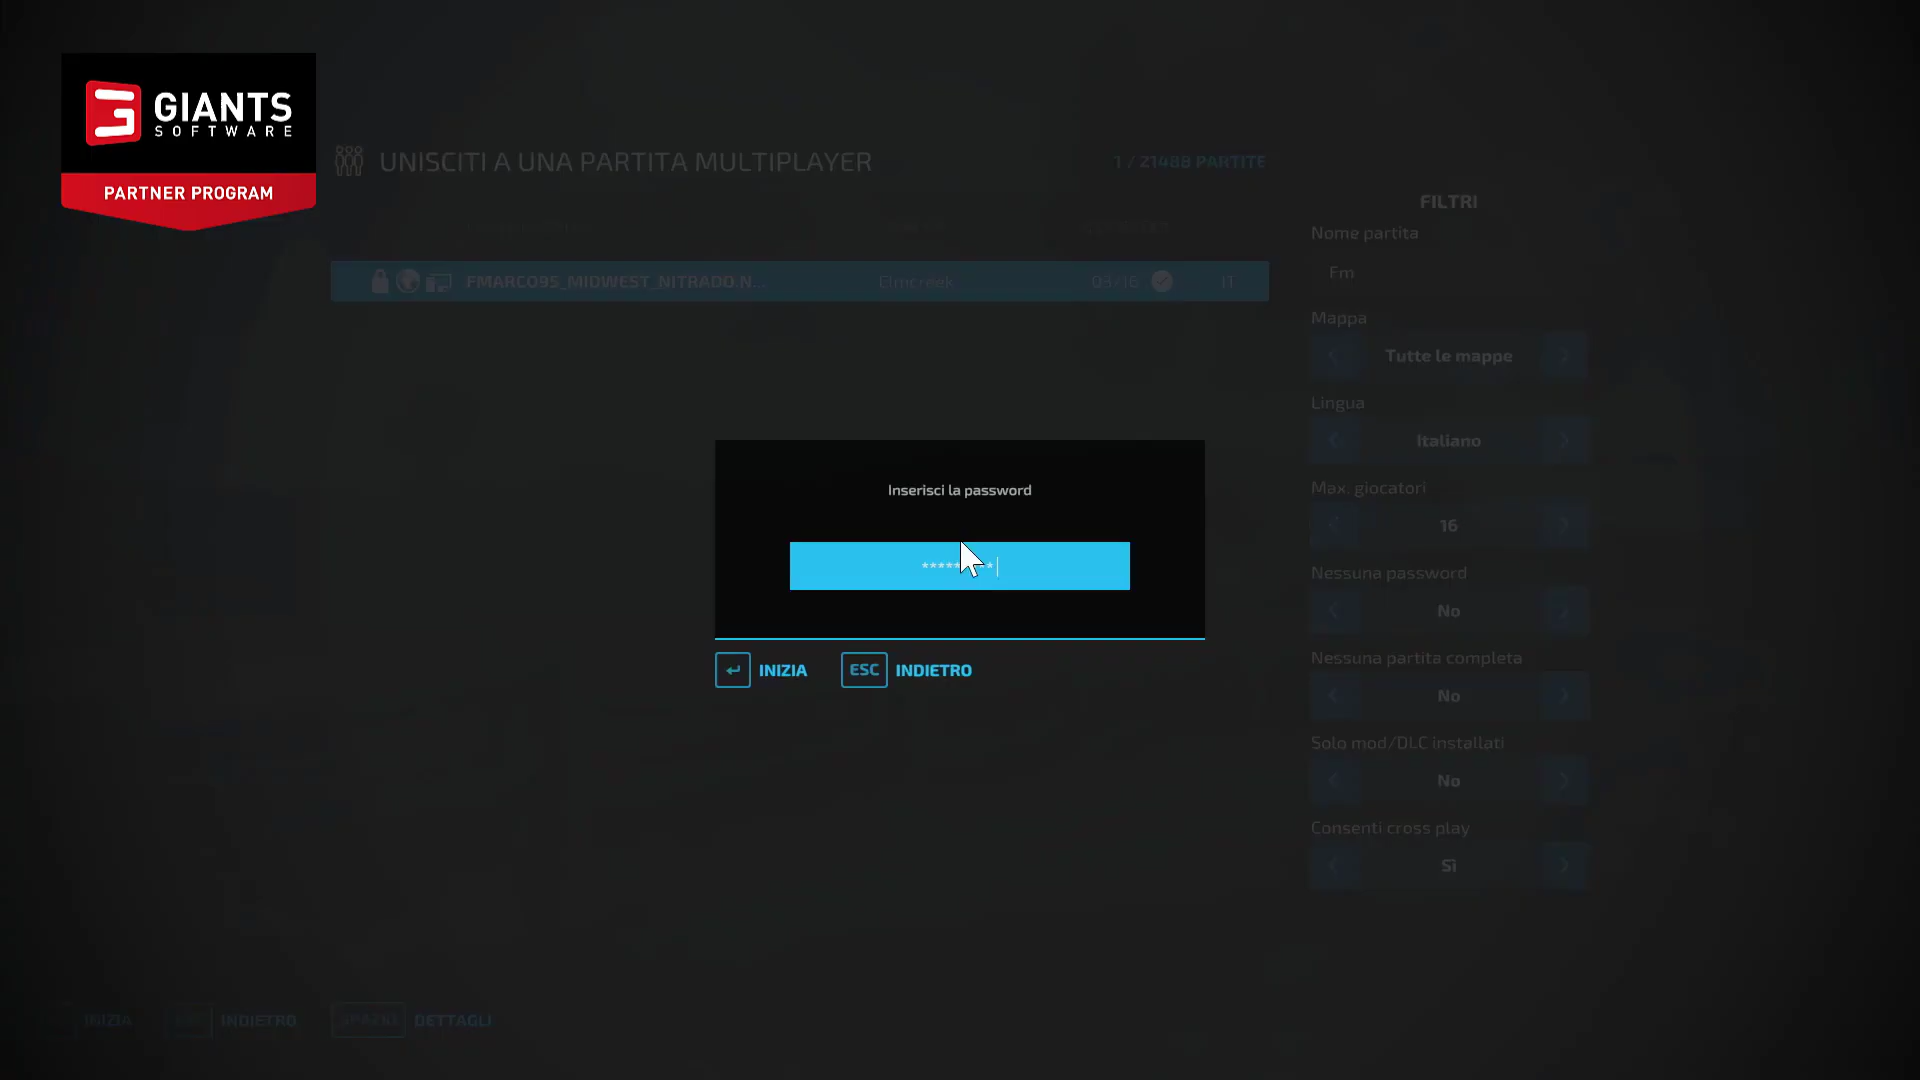 GIANTS
SOFTWARE
PARTNER PROGRAM
UNISCITI A UNA PARTITA MULTIPLAYER
1 / 21488 PARTITE
FMARCO95_MIDWEST_NITRADO.N...
Elmcreek
03/16
IT
FILTRI
Nome partita
Fm
Mappa
Tutte le mappe
Lingua
Italiano
Max. giocatori
16
Nessuna password
No
Nessuna partita completa
No
Solo mod/DLC installati
No
Consenti cross play
Sì
Inserisci la password
INIZIA
ESC INDIETRO
INIZIA
INDIETRO
DETTAGLI